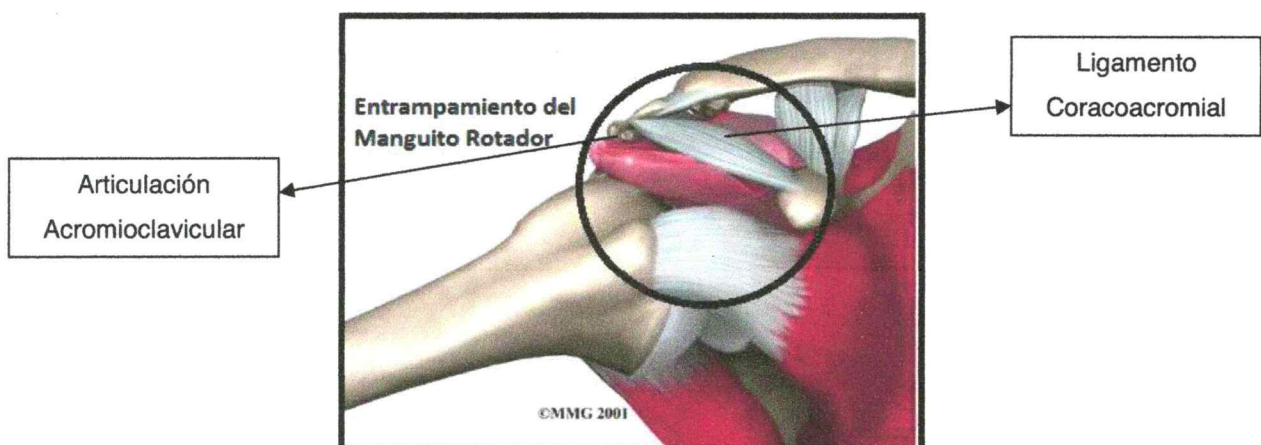 Entrampamiento del
Manguito Rotador
Ligamento
Coracoacromial
Articulación
Acromioclavicular
©MMG 2001